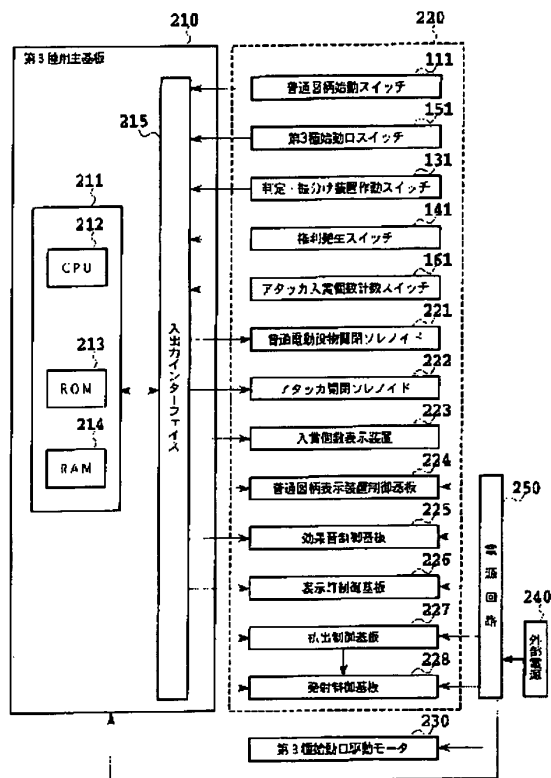 210
220
第3種用主基板
215
111
普通図柄始動スイッチ
151
第3種始動口スイッチ
131
判定・振分け装置作動スイッチ
211
212
CPU
141
権利発生スイッチ
161
アタッカ入賞個数計数スイッチ
入出力インターフェイス
221
普通電動役物開閉ソレノイド
213
ROM
222
アタッカ開閉ソレノイド
223
入賞個数表示装置
214
RAM
224
普通図柄表示装置制御基板
250
電源回路
225
効果音制御基板
226
表示灯制御基板
240
外部電源
227
払出制御基板
228
発射制御基板
230
第3種始動口駆動モータ